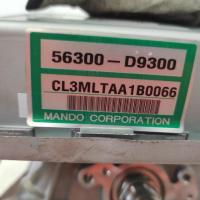 56300 - D9300
CL3MLTAA1B0066
MANDO CORPORATION